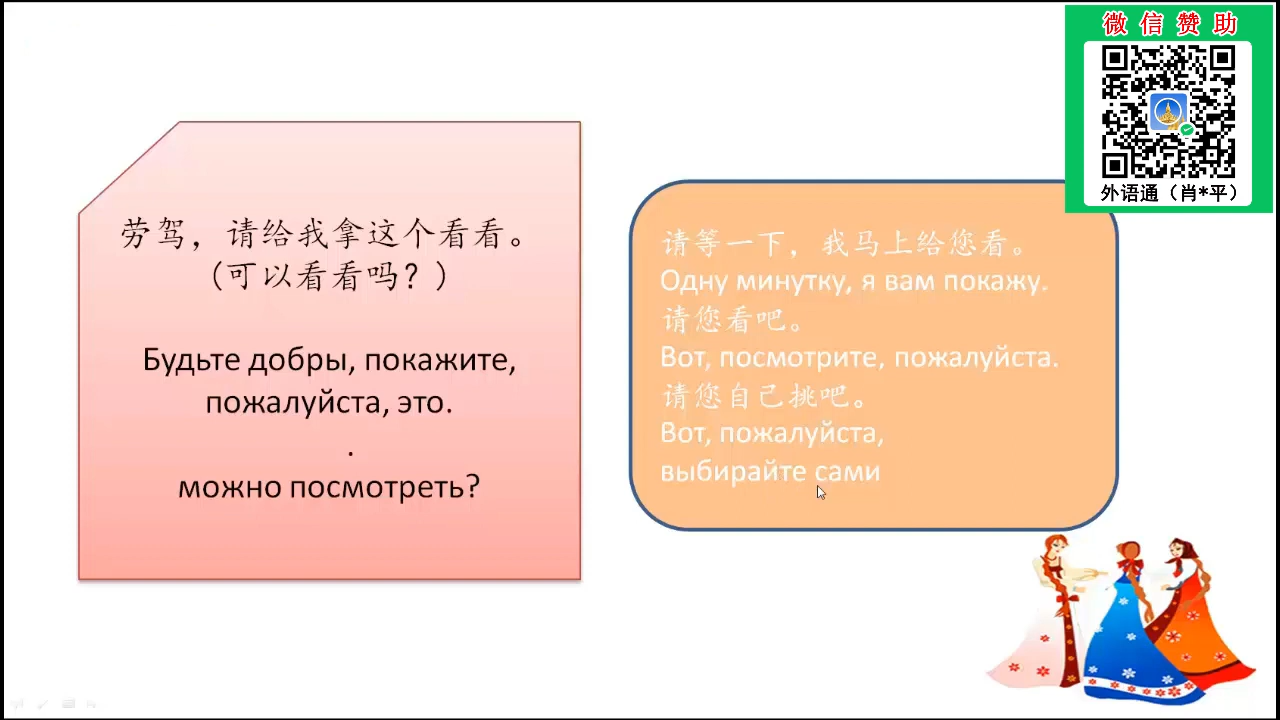 微信赞助
外语通（肖*平）
劳驾，请给我拿这个看看。
(可以看看吗？)
Будьте добры, покажите,
пожалуйста, это.
.
можно посмотреть?
请等一下，我马上给您看。
Одну минутку, я вам покажу.
请您看吧。
Вот, посмотрите, пожалуйста.
请您自己挑吧。
Вот, пожалуйста,
выбирайте сами